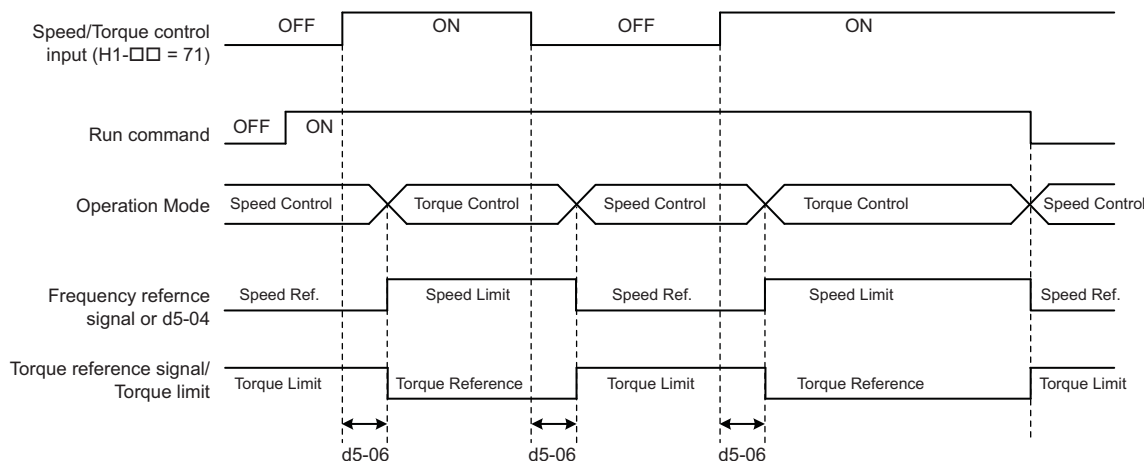 Speed/Torque control
input (H1-□□ = 71)
OFF
ON
OFF
ON
Run command
OFF
ON
Operation Mode
Speed Control
Torque Control
Speed Control
Torque Control
Speed Control
Frequency refernce
signal or d5-04
Speed Ref.
Speed Limit
Speed Ref.
Speed Limit
Speed Ref.
Torque reference signal/
Torque limit
Torque Limit
Torque Reference
Torque Limit
Torque Reference
Torque Limit
d5-06
d5-06
d5-06